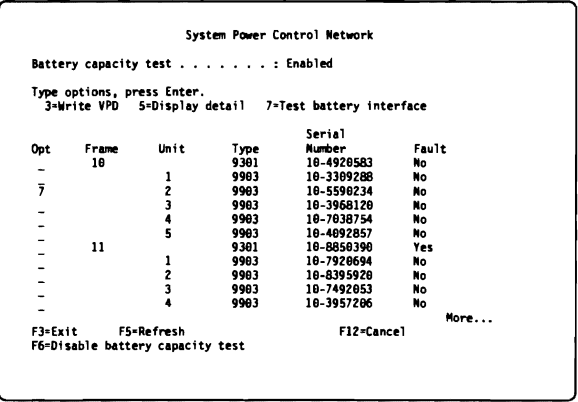 System Power Control Network
Battery capacity test . . . . . . . : Enabled
Type options, press Enter.
3=Write VPD 5=Display detail 7=Test battery interface
Serial
Opt Frame Unit Type Number Fault
_ 10 9301 10-4920583 No
_ 1 9903 10-3309288 No
7 2 9903 10-5590234 No
_ 3 9903 10-3968120 No
_ 4 9903 10-7038754 No
_ 5 9903 10-4092857 No
_ 11 9301 10-8850390 Yes
_ 1 9903 10-7920694 No
_ 2 9903 10-8395920 No
_ 3 9903 10-7492053 No
_ 4 9903 10-3957206 No
More...
F3=Exit F5=Refresh F12=Cancel
F6=Disable battery capacity test